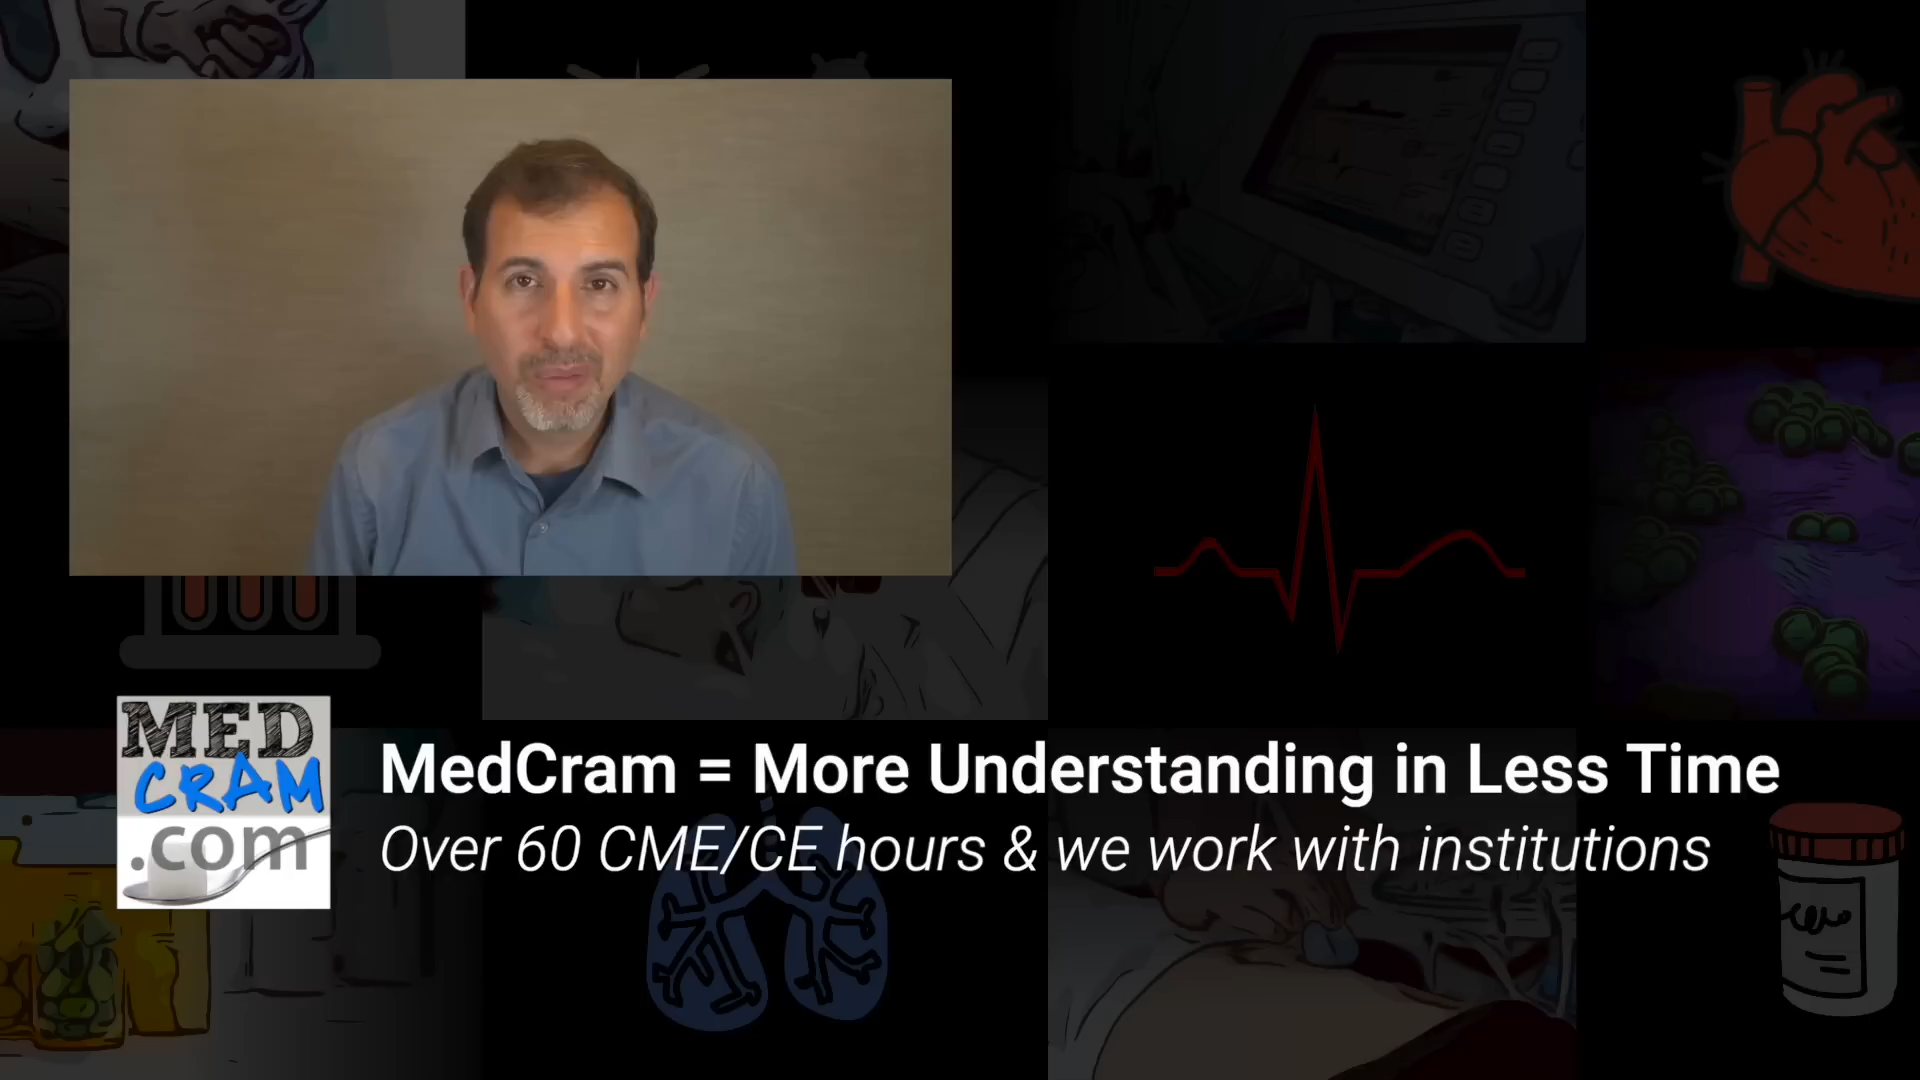 MED
CRAM
.com
MedCram = More Understanding in Less Time
Over 60 CME/CE hours & we work with institutions